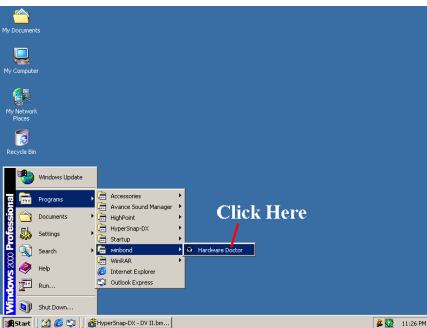 My Documents
My Computer
My Network
Places
Recycle Bin
Windows Update
Programs
Documents
Settings
Search
Help
Run...
Shut Down...
Windows 2000 Professional
Accessories
Avance Sound Manager
HighPoint
HyperSnap-DX
Startup
winbond
WinRAR
Internet Explorer
Outlook Express
Hardware Doctor
Click Here
Start
HyperSnap-DX - DV II.bm...
11:26 PM